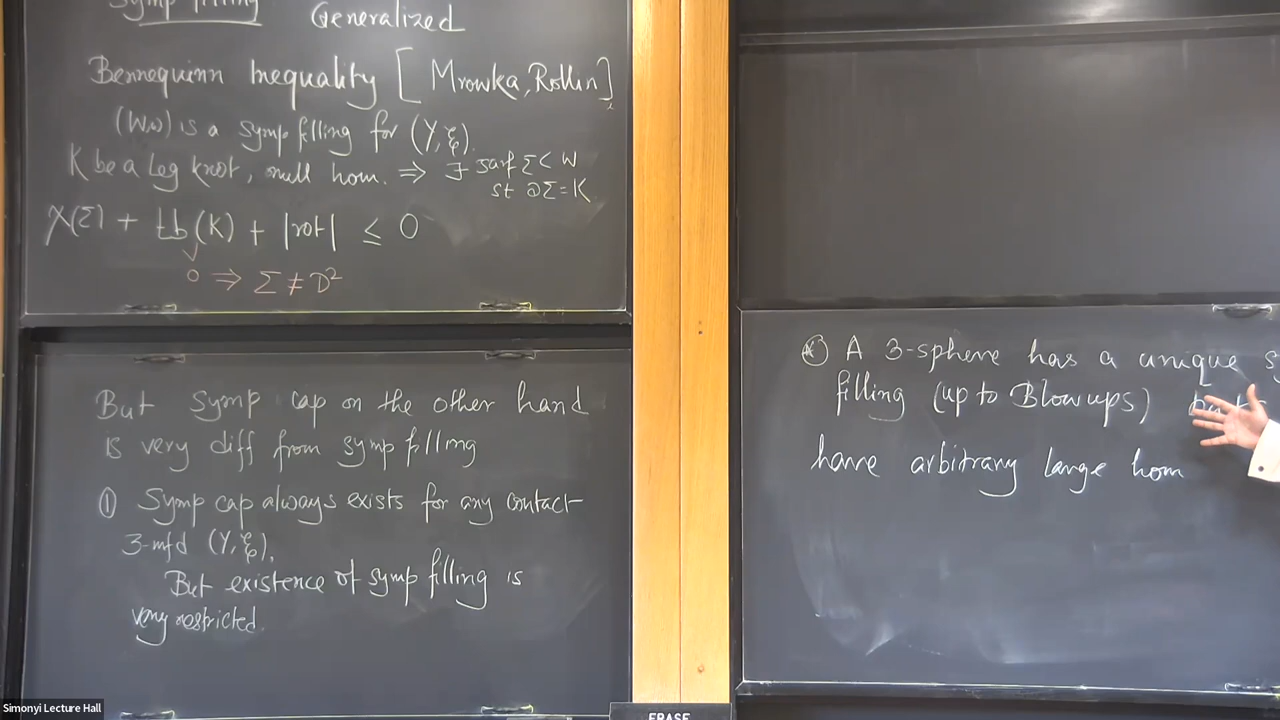 Symp filling
Generalized
Bennequinn Inequality [Mrowka, Rollin]
(W,ω) is a symp filling for (Y,ξ).
K be a Leg knot, null hom. ⇒ ∃ surf Σ ⊂ W
st ∂Σ=K
χ(Σ) + tb(K) + |rot| ≤ 0
0 ⇒ Σ ≠ D²
But symp cap on the other hand
is very diff from symp filling
① Symp cap always exists for any contact
3-mfd (Y,ξ).
But existence of symp filling is
very restricted.
A 3-sphere has a unique
filling (up to Blowups)
have arbitrary large hom
Simonyi Lecture Hall
ERASE